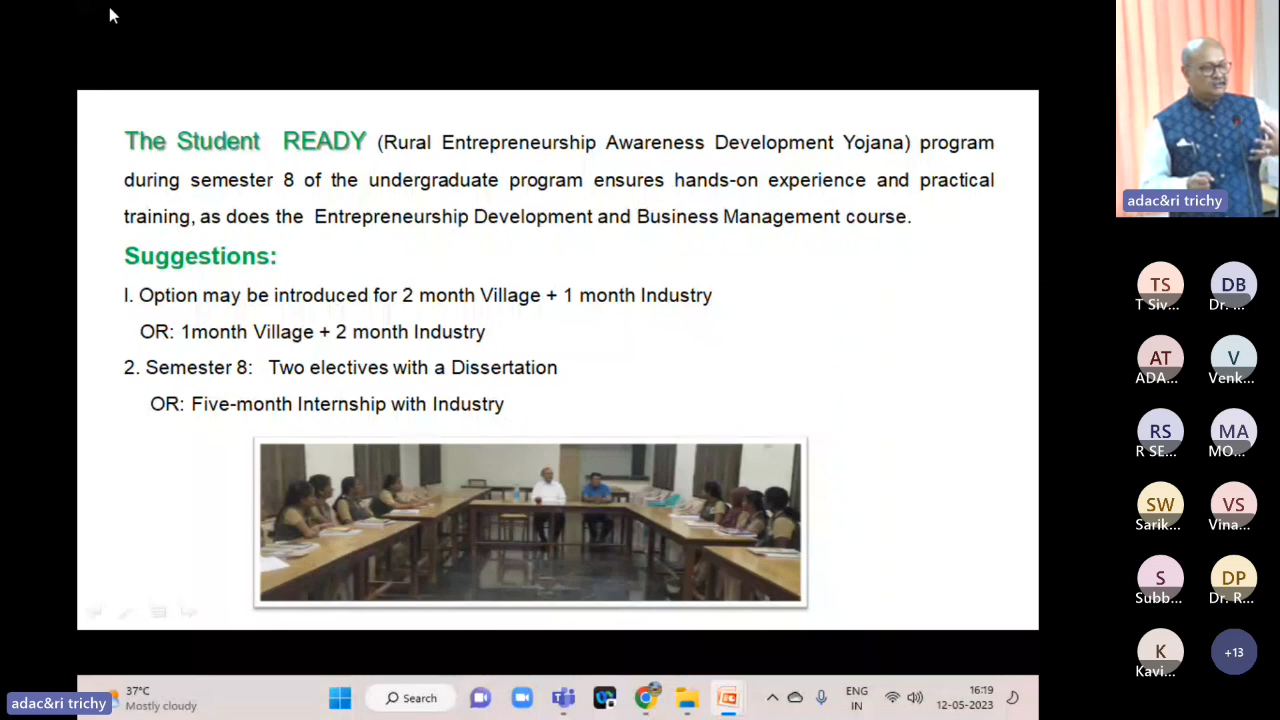 The Student READY (Rural Entrepreneurship Awareness Development Yojana) program
during semester 8 of the undergraduate program ensures hands-on experience and practical
training, as does the Entrepreneurship Development and Business Management course.
Suggestions:
I. Option may be introduced for 2 month Village + 1 month Industry
OR: 1month Village + 2 month Industry
2. Semester 8: Two electives with a Dissertation
OR: Five-month Internship with Industry
adac&ri trichy
TS
T Siv...
DB
Dr. ...
AT
ADA...
V
Venk...
RS
R SE...
MA
MO...
SW
Sarik...
VS
Vina...
S
Subb...
DP
Dr. R...
K
Kavi...
+13
37°C
Mostly cloudy
adac&ri trichy
Search
ENG
IN
16:19
12-05-2023